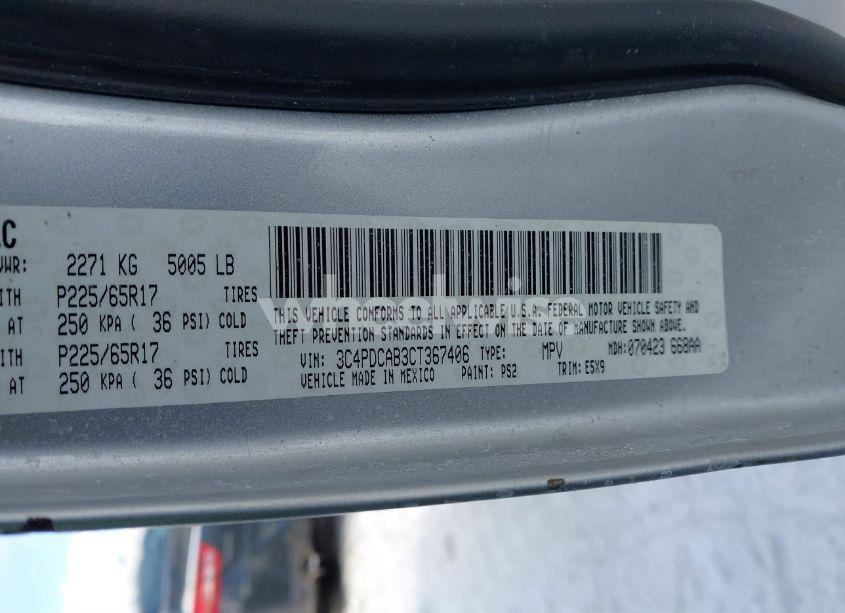 LC
VWR: 2271 KG 5005 LB
ITH P225/65R17 TIRES
AT 250 KPA ( 36 PSI) COLD
ITH P225/65R17 TIRES
AT 250 KPA ( 36 PSI) COLD
THIS VEHICLE CONFORMS TO ALL APPLICABLE U.S.A. FEDERAL MOTOR VEHICLE SAFETY AND
THEFT PREVENTION STANDARDS IN EFFECT ON THE DATE OF MANUFACTURE SHOWN ABOVE.
VIN: 3C4PDCAB3CT367406 TYPE: MPV MDH:070423 668AA
VEHICLE MADE IN MEXICO PAINT: PS2 TRIM: E5X9
wheelwise